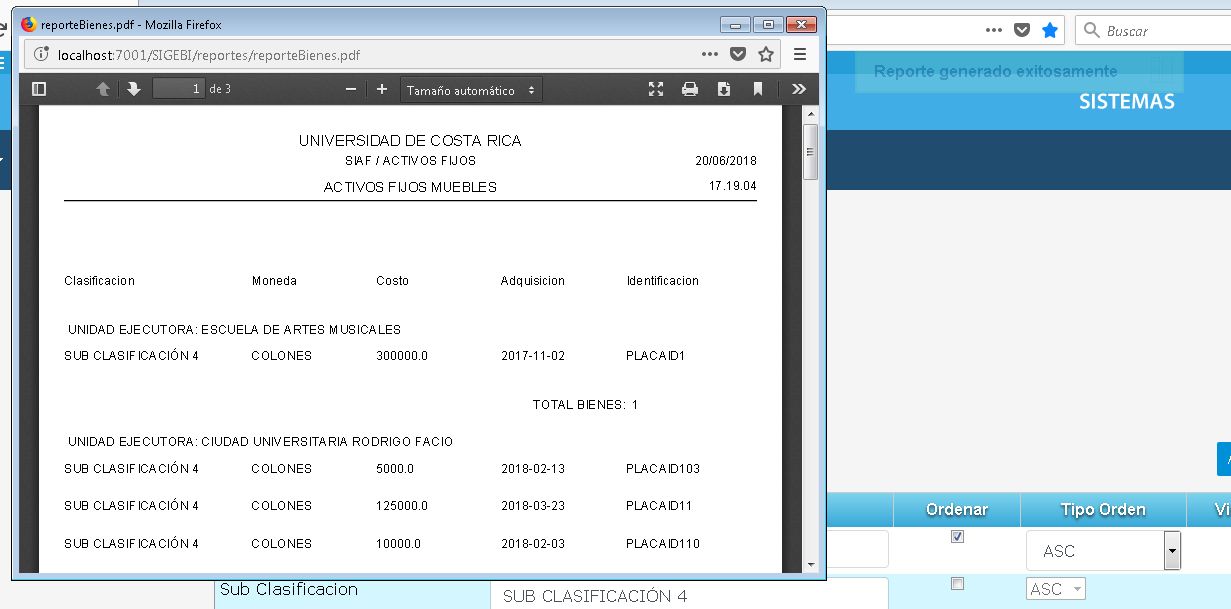 reporteBienes.pdf - Mozilla Firefox
localhost:7001/SIGEBI/reportes/reporteBienes.pdf
Buscar
1 de 3
Tamaño automático
Reporte generado exitosamente
SISTEMAS
UNIVERSIDAD DE COSTA RICA
SIAF / ACTIVOS FIJOS 20/06/2018
ACTIVOS FIJOS MUEBLES 17.19.04
Clasificacion Moneda Costo Adquisicion Identificacion
UNIDAD EJECUTORA: ESCUELA DE ARTES MUSICALES
SUB CLASIFICACIÓN 4 COLONES 300000.0 2017-11-02 PLACAID1
TOTAL BIENES: 1
UNIDAD EJECUTORA: CIUDAD UNIVERSITARIA RODRIGO FACIO
SUB CLASIFICACIÓN 4 COLONES 5000.0 2018-02-13 PLACAID103
SUB CLASIFICACIÓN 4 COLONES 125000.0 2018-03-23 PLACAID11
SUB CLASIFICACIÓN 4 COLONES 10000.0 2018-02-03 PLACAID110
Ordenar Tipo Orden Vi
ASC
Sub Clasificacion SUB CLASIFICACIÓN 4 ASC